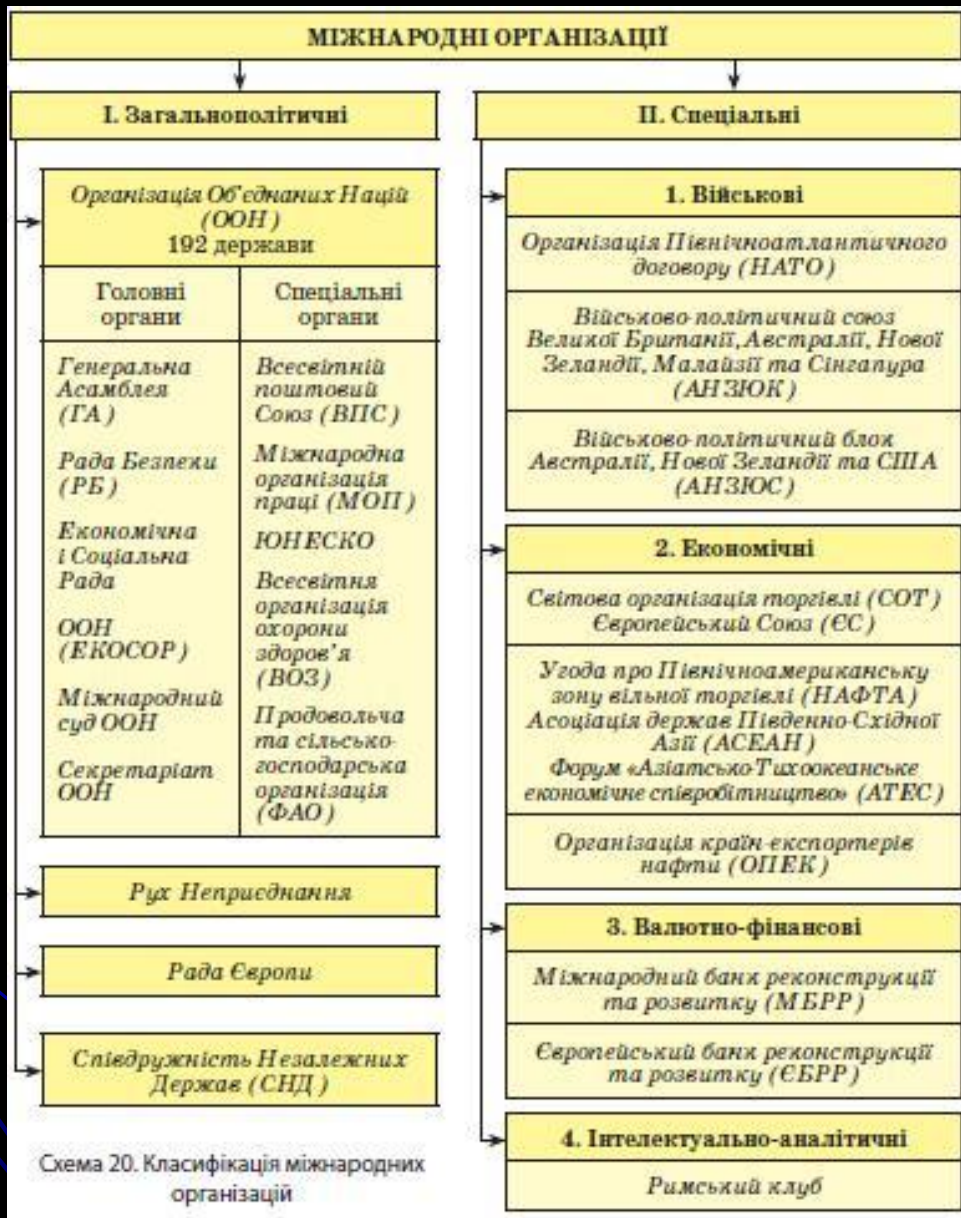 МІЖНАРОДНІ ОРГАНІЗАЦІЇ
І. Загальнополітичні
Організація Об'єднаних Націй
(ООН)
192 держави
Головні
органи
Генеральна
Асамблея
(ГА)
Рада Безпеки
(РБ)
Економічна
і Соціальна
Рада
ООН
(ЕКОСОР)
Міжнародний
суд ООН
Секретаріат
ООН
Спеціальні
органи
Всесвітній
поштовий
Союз (ВПС)
Міжнародна
організація
праці (МОП)
ЮНЕСКО
Всесвітня
організація
охорони
здоров'я
(ВОЗ)
Продовольча
та сільсько-
господарська
організація
(ФАО)
Рух Неприєднання
Рада Європи
Співдружність Незалежних
Держав (СНД)
Схема 20. Класифікація міжнародних
організацій
ІІ. Спеціальні
1. Військові
Організація Північноатлантичного
договору (НАТО)
Військово-політичний союз
Великої Британії, Австралії, Нової
Зеландії, Малайзії та Сінгапура
(АНЗЮК)
Військово-політичний блок
Австралії, Нової Зеландії та США
(АНЗЮС)
2. Економічні
Світова організація торгівлі (СОТ)
Європейський Союз (ЄС)
Угода про Північноамериканську
зону вільної торгівлі (НАФТА)
Асоціація держав Південно-Східної
Азії (АСЕАН)
Форум «Азіатсько-Тихоокеанське
економічне співробітництво» (АТЕС)
Організація країн-експортерів
нафти (ОПЕК)
3. Валютно-фінансові
Міжнародний банк реконструкції
та розвитку (МБРР)
Європейський банк реконструкції
та розвитку (ЄБРР)
4. Інтелектуально-аналітичні
Римський клуб